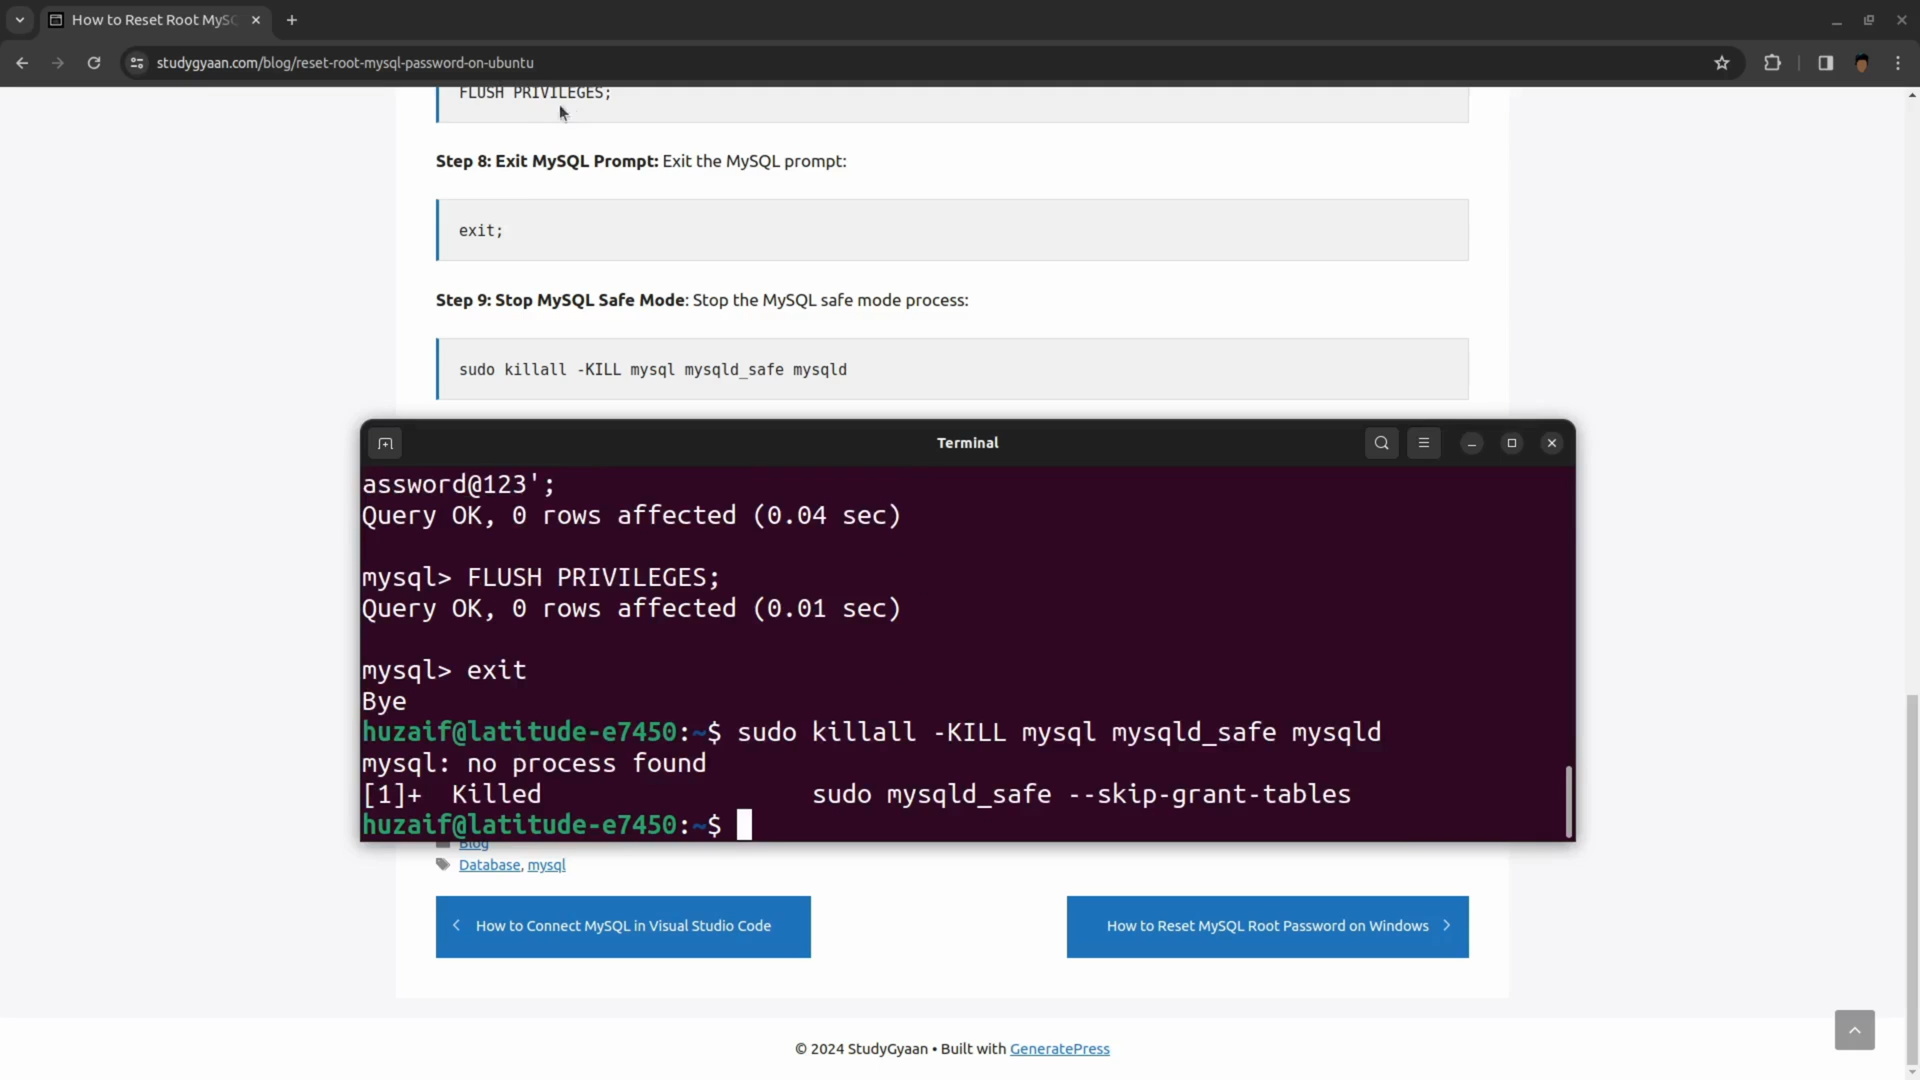 How to Reset Root MySQ
studygyaan.com/blog/reset-root-mysql-password-on-ubuntu
FLUSH PRIVILEGES;
Step 8: Exit MySQL Prompt: Exit the MySQL prompt:
exit;
Step 9: Stop MySQL Safe Mode: Stop the MySQL safe mode process:
sudo killall -KILL mysql mysqld_safe mysqld
Terminal
assword@123';
Query OK, 0 rows affected (0.04 sec)
mysql> FLUSH PRIVILEGES;
Query OK, 0 rows affected (0.01 sec)
mysql> exit
Bye
huzaif@latitude-e7450:~$ sudo killall -KILL mysql mysqld_safe mysqld
mysql: no process found
[1]+  Killed                  sudo mysqld_safe --skip-grant-tables
huzaif@latitude-e7450:~$
Blog
Database, mysql
How to Connect MySQL in Visual Studio Code
How to Reset MySQL Root Password on Windows
© 2024 StudyGyaan • Built with GeneratePress